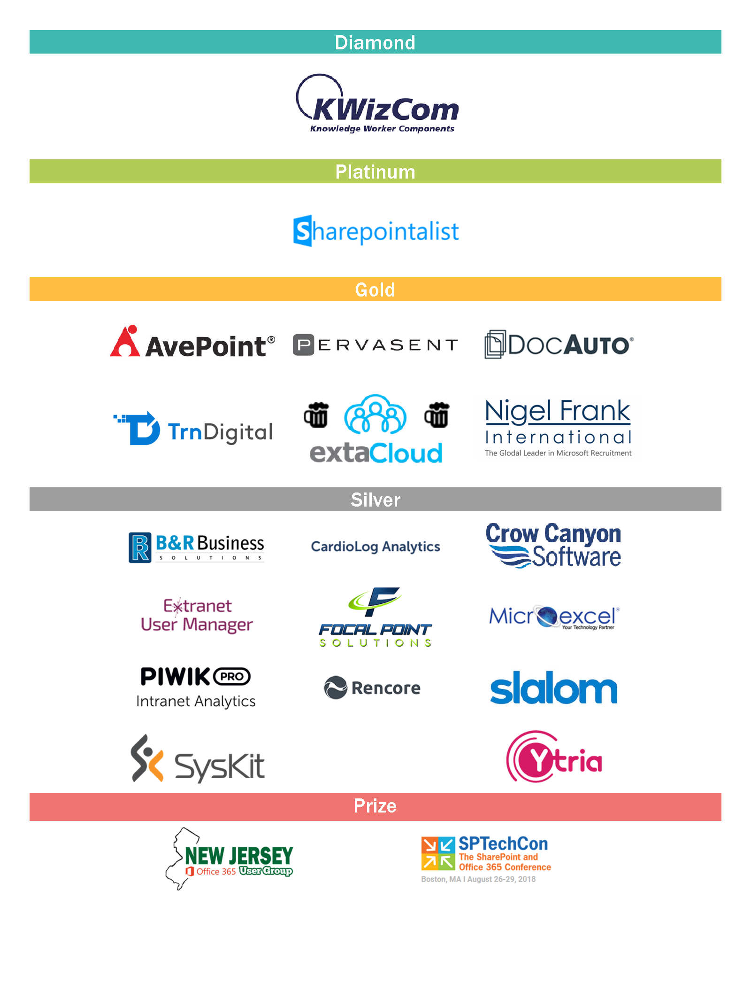 Diamond
KWizCom
Knowledge Worker Components
Platinum
Sharepointalist
Gold
AvePoint®
PERVASENT
DOCAUTO®
TrnDigital
extaCloud
Nigel Frank
International
The Glodal Leader in Microsoft Recruitment
Silver
BR B&R Business
SOLUTIONS
CardioLog Analytics
Crow Canyon
Software
Extranet
User Manager
F
FOCAL POINT
SOLUTIONS
Microexcel®
Your Technology Partner
PIWIK PRO
Intranet Analytics
Rencore
slalom
SysKit
Ytria
Prize
NEW JERSEY
Office 365 User Group
SPTechCon
The SharePoint and
Office 365 Conference
Boston, MA I August 26-29, 2018